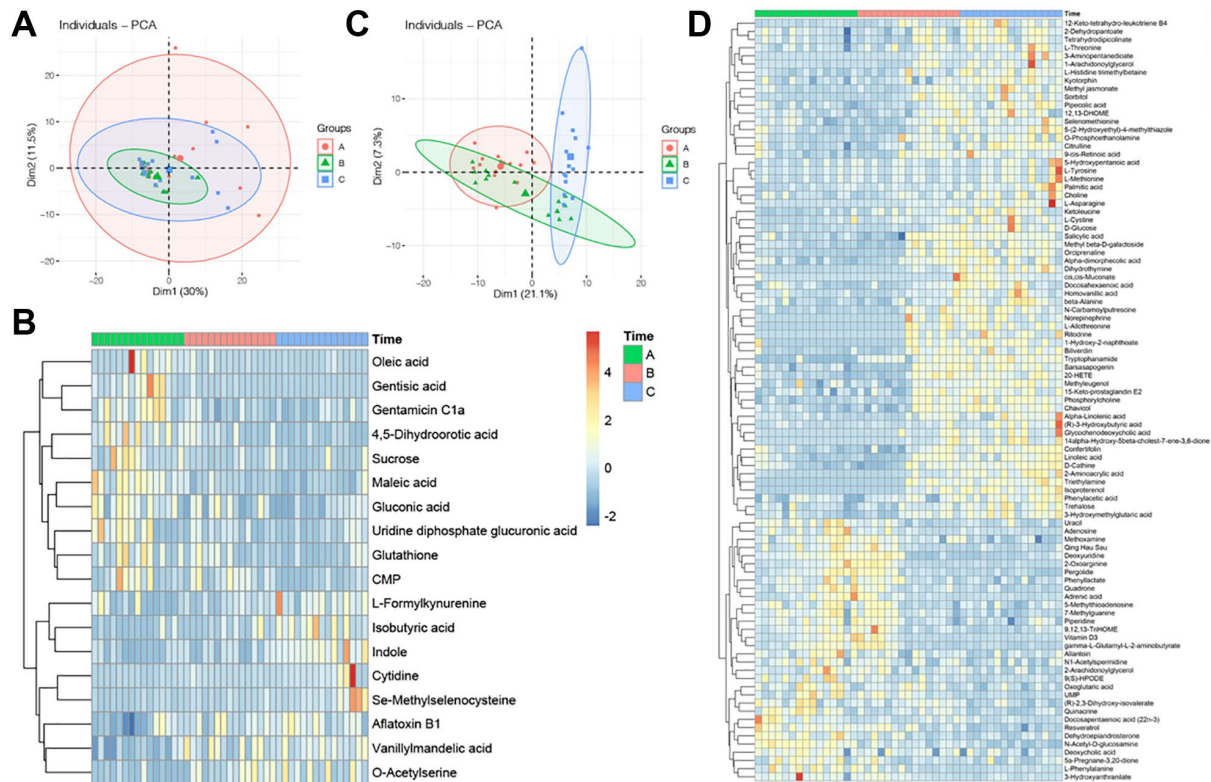 A
ndividuals – PCA
Dim2 (11.5%)
20
10
0
-10
-20
-20
0
20
Dim1 (30%)
Groups
A
B
C
C
Individuals – PCA
Dim2 (7.3%)
10
0
-10
-10
0
10
20
Dim1 (21.1%)
Groups
A
B
C
B
Time
Oleic acid
Gentisic acid
Gentamicin C1a
4,5-Dihydroorotic acid
Sucrose
Maleic acid
Gluconic acid
Uridine diphosphate glucuronic acid
Glutathione
CMP
L-Formylkynurenine
Isobutyric acid
Indole
Cytidine
Se-Methylselenocysteine
Aflatoxin B1
Vanillylmandelic acid
O-Acetylserine
4
2
0
-2
Time
A
B
C
D
Time
12-Keto-tetrahydro-leukotriene B4
2-Dehydropantoate
Tetrahydrodipicolinate
L-Threonine
3-Aminopentanedioate
1-Arachidonoylglycerol
L-Histidine trimethylbetaine
Kyotorphin
Methyl jasmonate
Sorbitol
Pipecolic acid
12,13-DHOME
Selenomethionine
5-(2-Hydroxyethyl)-4-methylthiazole
O-Phosphoethanolamine
Citrulline
9-cis-Retinoic acid
5-Hydroxypentanoic acid
L-Tyrosine
L-Methionine
Palmitic acid
Choline
L-Asparagine
Ketoleucine
L-Cystine
D-Glucose
Salicylic acid
Methyl beta-D-galactoside
Orciprenaline
Alpha-dimorphecolic acid
Dihydrothymine
cis,cis-Muconate
Docosahexaenoic acid
Homovanillic acid
beta-Alanine
N-Carbamoylputrescine
Norepinephrine
L-Allothreonine
Ritodrine
1-Hydroxy-2-naphthoate
Biliverdin
Tryptophanamide
Sarsasapogenin
20-HETE
Methyleugenol
15-Keto-prostaglandin E2
Phosphorylcholine
Chavicol
Alpha-Linolenic acid
(R)-3-Hydroxybutyric acid
Glycochenodeoxycholic acid
14alpha-Hydroxy-5beta-cholest-7-ene-3,6-dione
Confertifolin
Linoleic acid
D-Cathine
2-Aminoacrylic acid
Triethylamine
Isoproterenol
Phenylacetic acid
Trehalose
3-Hydroxymethylglutaric acid
Uracil
Adenosine
Methoxamine
Qing Hau Sau
Deoxyuridine
2-Oxoarginine
Pergolide
Phenyllactate
Quadrone
Adrenic acid
5-Methylthioadenosine
7-Methylguanine
Piperidine
9,12,13-TriHOME
Vitamin D3
gamma-L-Glutamyl-L-2-aminobutyrate
Allantoin
N1-Acetylspermidine
2-Arachidonoylglycerol
9(S)-HPODE
Oxoglutaric acid
UMP
(R)-2,3-Dihydroxy-isovalerate
Quinacrine
Docosapentaenoic acid (22n-3)
Resveratrol
Dehydroepiandrosterone
N-Acetyl-D-glucosamine
Deoxycholic acid
5a-Pregnane-3,20-dione
L-Phenylalanine
3-Hydroxyanthranilate